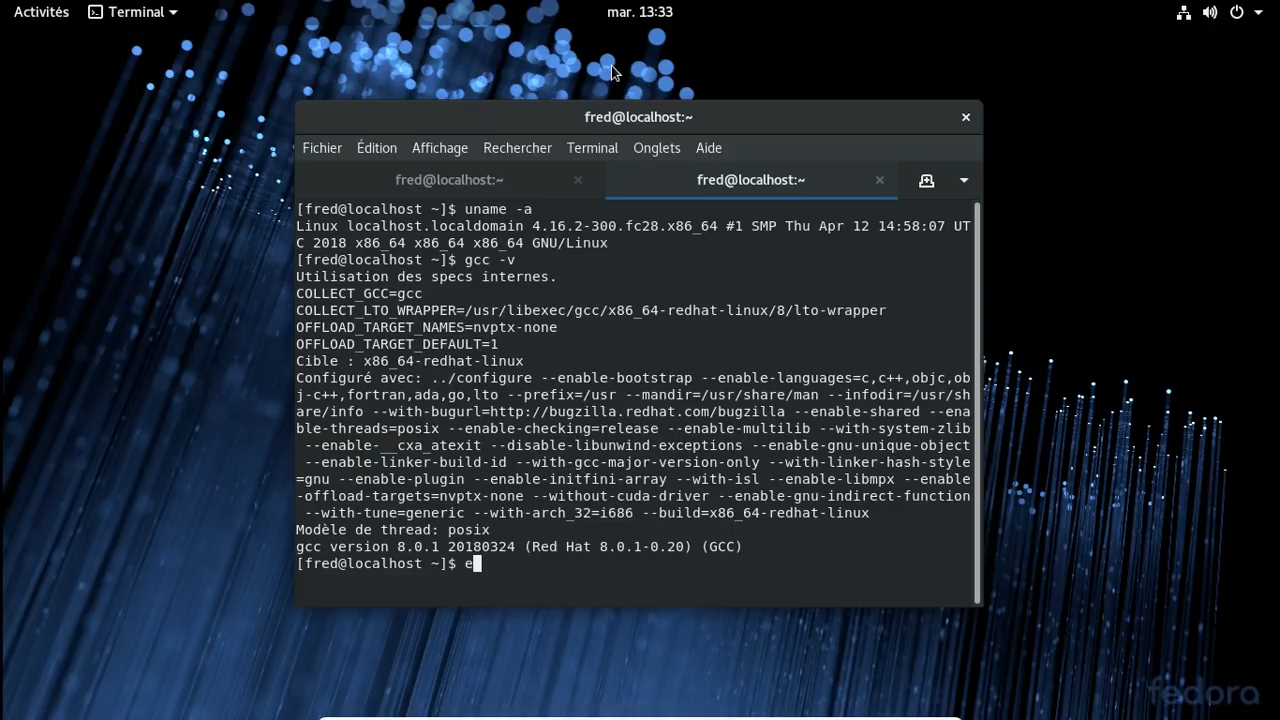 Activités Terminal mar. 13:33
fred@localhost:~
Fichier Édition Affichage Rechercher Terminal Onglets Aide
fred@localhost:~ fred@localhost:~
[fred@localhost ~]$ uname -a
Linux localhost.localdomain 4.16.2-300.fc28.x86_64 #1 SMP Thu Apr 12 14:58:07 UT
C 2018 x86_64 x86_64 x86_64 GNU/Linux
[fred@localhost ~]$ gcc -v
Utilisation des specs internes.
COLLECT_GCC=gcc
COLLECT_LTO_WRAPPER=/usr/libexec/gcc/x86_64-redhat-linux/8/lto-wrapper
OFFLOAD_TARGET_NAMES=nvptx-none
OFFLOAD_TARGET_DEFAULT=1
Cible : x86_64-redhat-linux
Configuré avec: ../configure --enable-bootstrap --enable-languages=c,c++,objc,ob
j-c++,fortran,ada,go,lto --prefix=/usr --mandir=/usr/share/man --infodir=/usr/sh
are/info --with-bugurl=http://bugzilla.redhat.com/bugzilla --enable-shared --ena
ble-threads=posix --enable-checking=release --enable-multilib --with-system-zlib
 --enable-__cxa_atexit --disable-libunwind-exceptions --enable-gnu-unique-object
 --enable-linker-build-id --with-gcc-major-version-only --with-linker-hash-style
=gnu --enable-plugin --enable-initfini-array --with-isl --enable-libmpx --enable
-offload-targets=nvptx-none --without-cuda-driver --enable-gnu-indirect-function
 --with-tune=generic --with-arch_32=i686 --build=x86_64-redhat-linux
Modèle de thread: posix
gcc version 8.0.1 20180324 (Red Hat 8.0.1-0.20) (GCC)
[fred@localhost ~]$ e
fedora